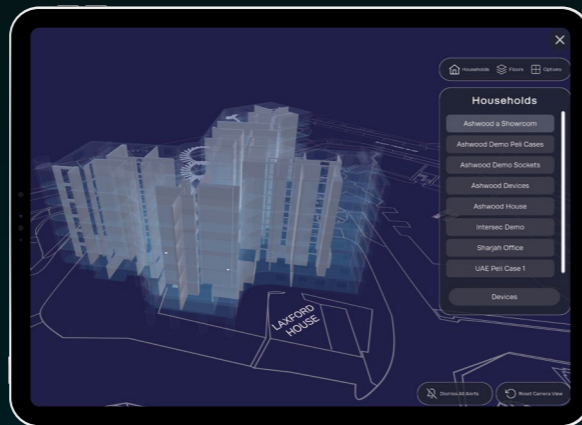 Households Floors Options
Households
Ashwood a Showroom
Ashwood Demo Peli Cases
Ashwood Demo Sockets
Ashwood Devices
Ashwood House
Intersec Demo
Sharjah Office
UAE Peli Case 1
Devices
LAXFORD
HOUSE
Dismiss All Alerts Reset Camera View